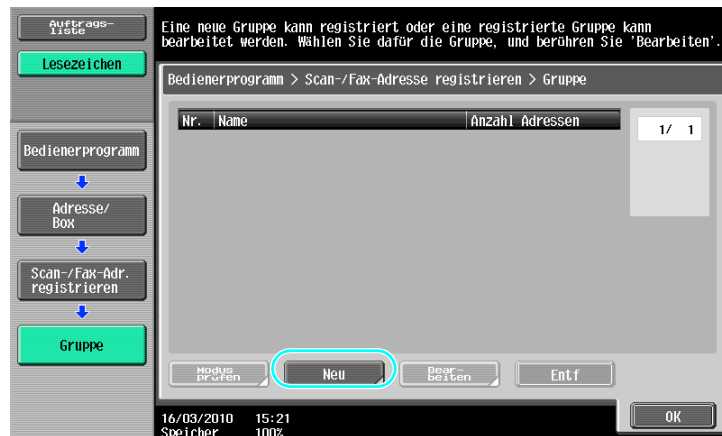 Auftrags-
liste
Lesezeichen
Bedienerprogramm
Adresse/
Box
Scan-/Fax-Adr.
registrieren
Gruppe
Eine neue Gruppe kann registriert oder eine registrierte Gruppe kann
bearbeitet werden. Wählen Sie dafür die Gruppe, und berühren Sie 'Bearbeiten'.
Bedienerprogramm > Scan-/Fax-Adresse registrieren > Gruppe
Nr. Name Anzahl Adressen
1/ 1
Modus
prüfen
Neu
Bear-
beiten
Entf
16/03/2010 15:21
Speicher 100%
OK